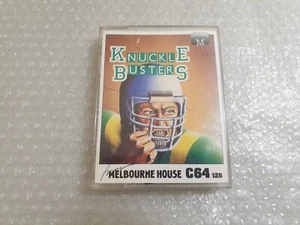 KNUCKLE
BUSTERS
M
MELBOURNE HOUSE C64 128